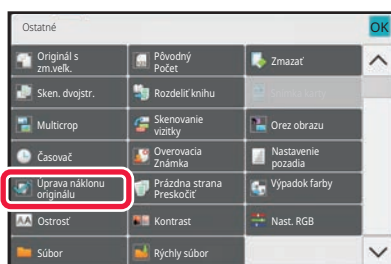 Ostatné
OK
Originál s
zm.veľk.
Pôvodný
Počet
Zmazať
Sken. dvojstr.
Rozdeliť knihu
Multicrop
Skenovanie
vizitky
Orez obrazu
Časovač
Overovacia
Známka
Nastavenie
pozadia
Úprava náklonu
originálu
Prázdna strana
Preskočiť
Výpadok farby
AA
Ostrosť
Kontrast
Nast. RGB
Súbor
Rýchly súbor